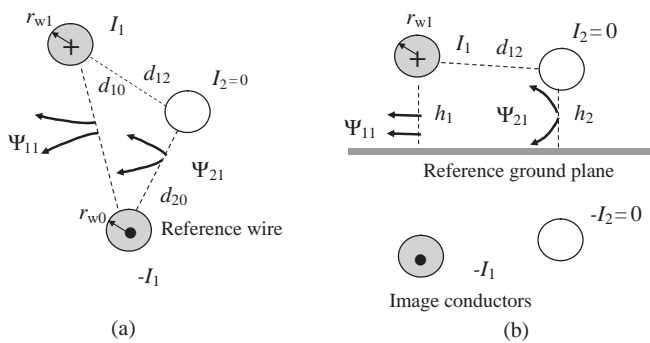 r_w1
I_1
d_10
d_12
I_2=0
Ψ_11
Ψ_21
d_20
r_w0
Reference wire
-I_1
(a)
r_w1
I_1
d_12
I_2=0
Ψ_11
h_1
Ψ_21
h_2
Reference ground plane
-I_2=0
-I_1
Image conductors
(b)